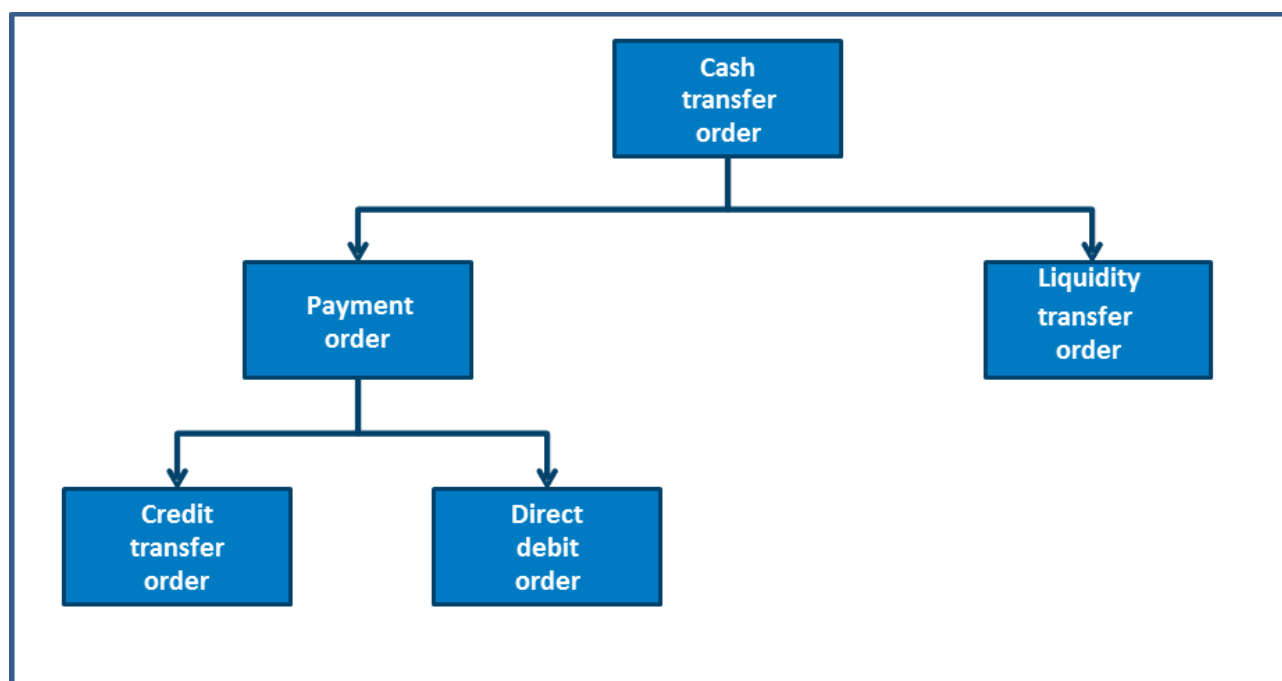 Cash
transfer
order
Payment
order
Liquidity
transfer
order
Credit
transfer
order
Direct
debit
order